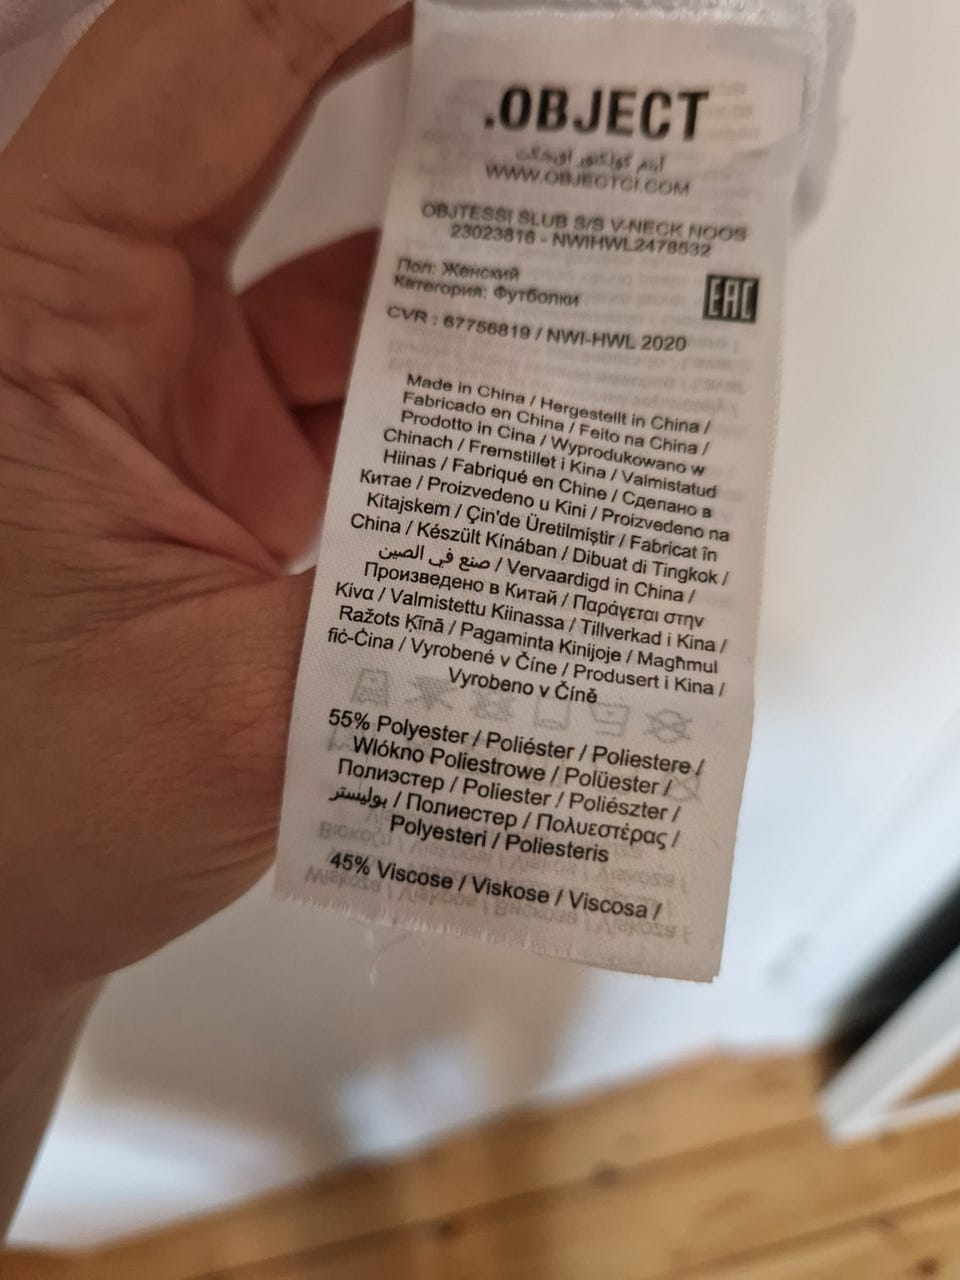 .OBJECT
ایتم کولکتورز اوبجکت
WWW.OBJECTCI.COM
OBJTESSI SLUB S/S V-NECK NOOS
23023816 - NWIHWL2478532
Пол: Женский
Категория: Футболки
EAC
CVR : 67756819 / NWI-HWL 2020
Made in China / Hergestellt in China /
Fabricado en China / Feito na China /
Prodotto in Cina / Wyprodukowano w
Chinach / Fremstillet i Kina / Valmistatud
Hiinas / Fabriqué en Chine / Сделано в
Китае / Proizvedeno u Kini / Proizvedeno na
Kitajskem / Çin'de Üretilmiştir / Fabricat în
China / Készült Kínában / Dibuat di Tingkok /
صنع في الصين / Vervaardigd in China /
Произведено в Китай / Παράγεται στην
Κίνα / Valmistettu Kiinassa / Tillverkad i Kina /
Ražots Ķīnā / Pagaminta Kinijoje / Magħmul
fiċ-Ċina / Vyrobené v Číne / Produsert i Kina /
Vyrobeno v Číně
55% Polyester / Poliéster / Poliestere /
Włókno Poliestrowe / Polüester /
Полиэстер / Poliester / Poliészter /
بوليستر / Полиестер / Πολυεστέρας /
Polyesteri / Poliesteris
45% Viscose / Viskose / Viscosa /